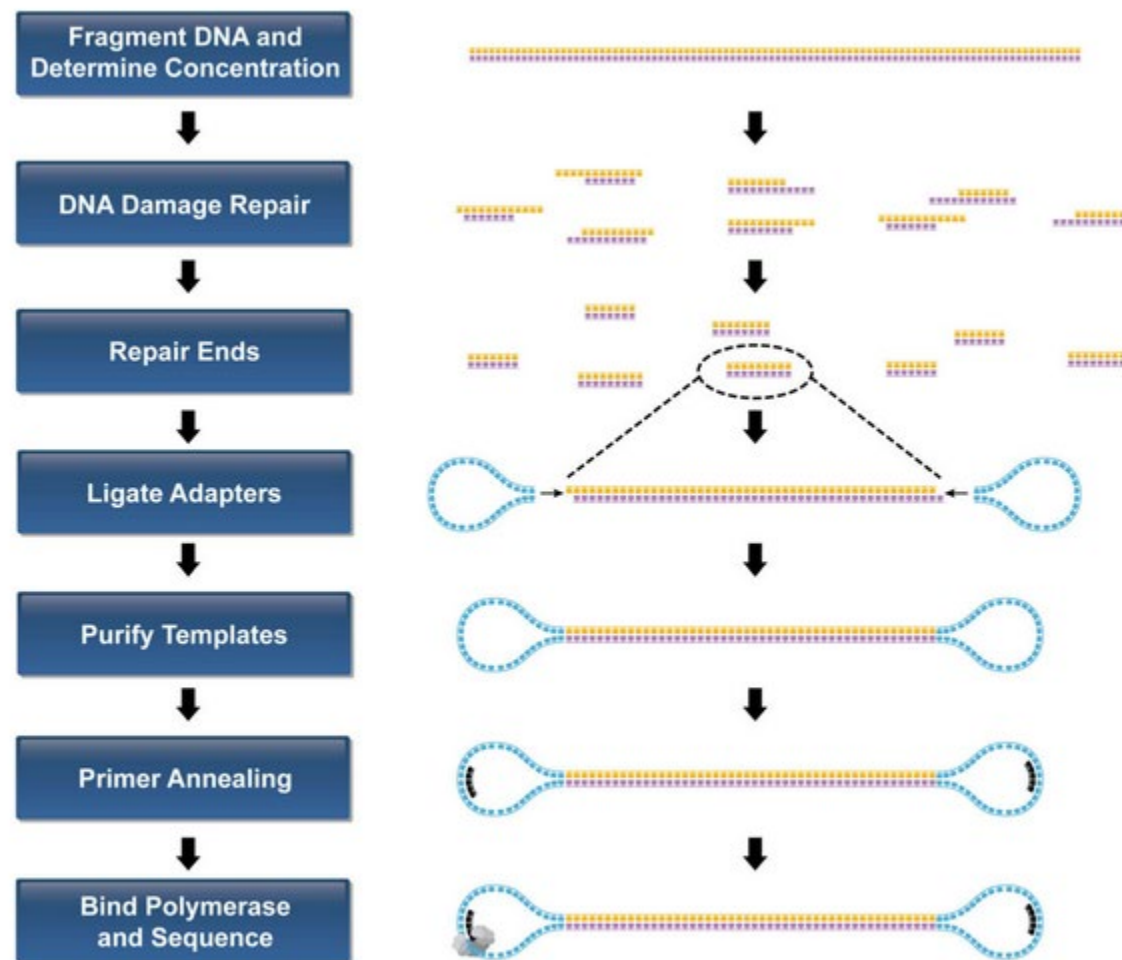 Fragment DNA and
Determine Concentration
DNA Damage Repair
Repair Ends
Ligate Adapters
Purify Templates
Primer Annealing
Bind Polymerase
and Sequence